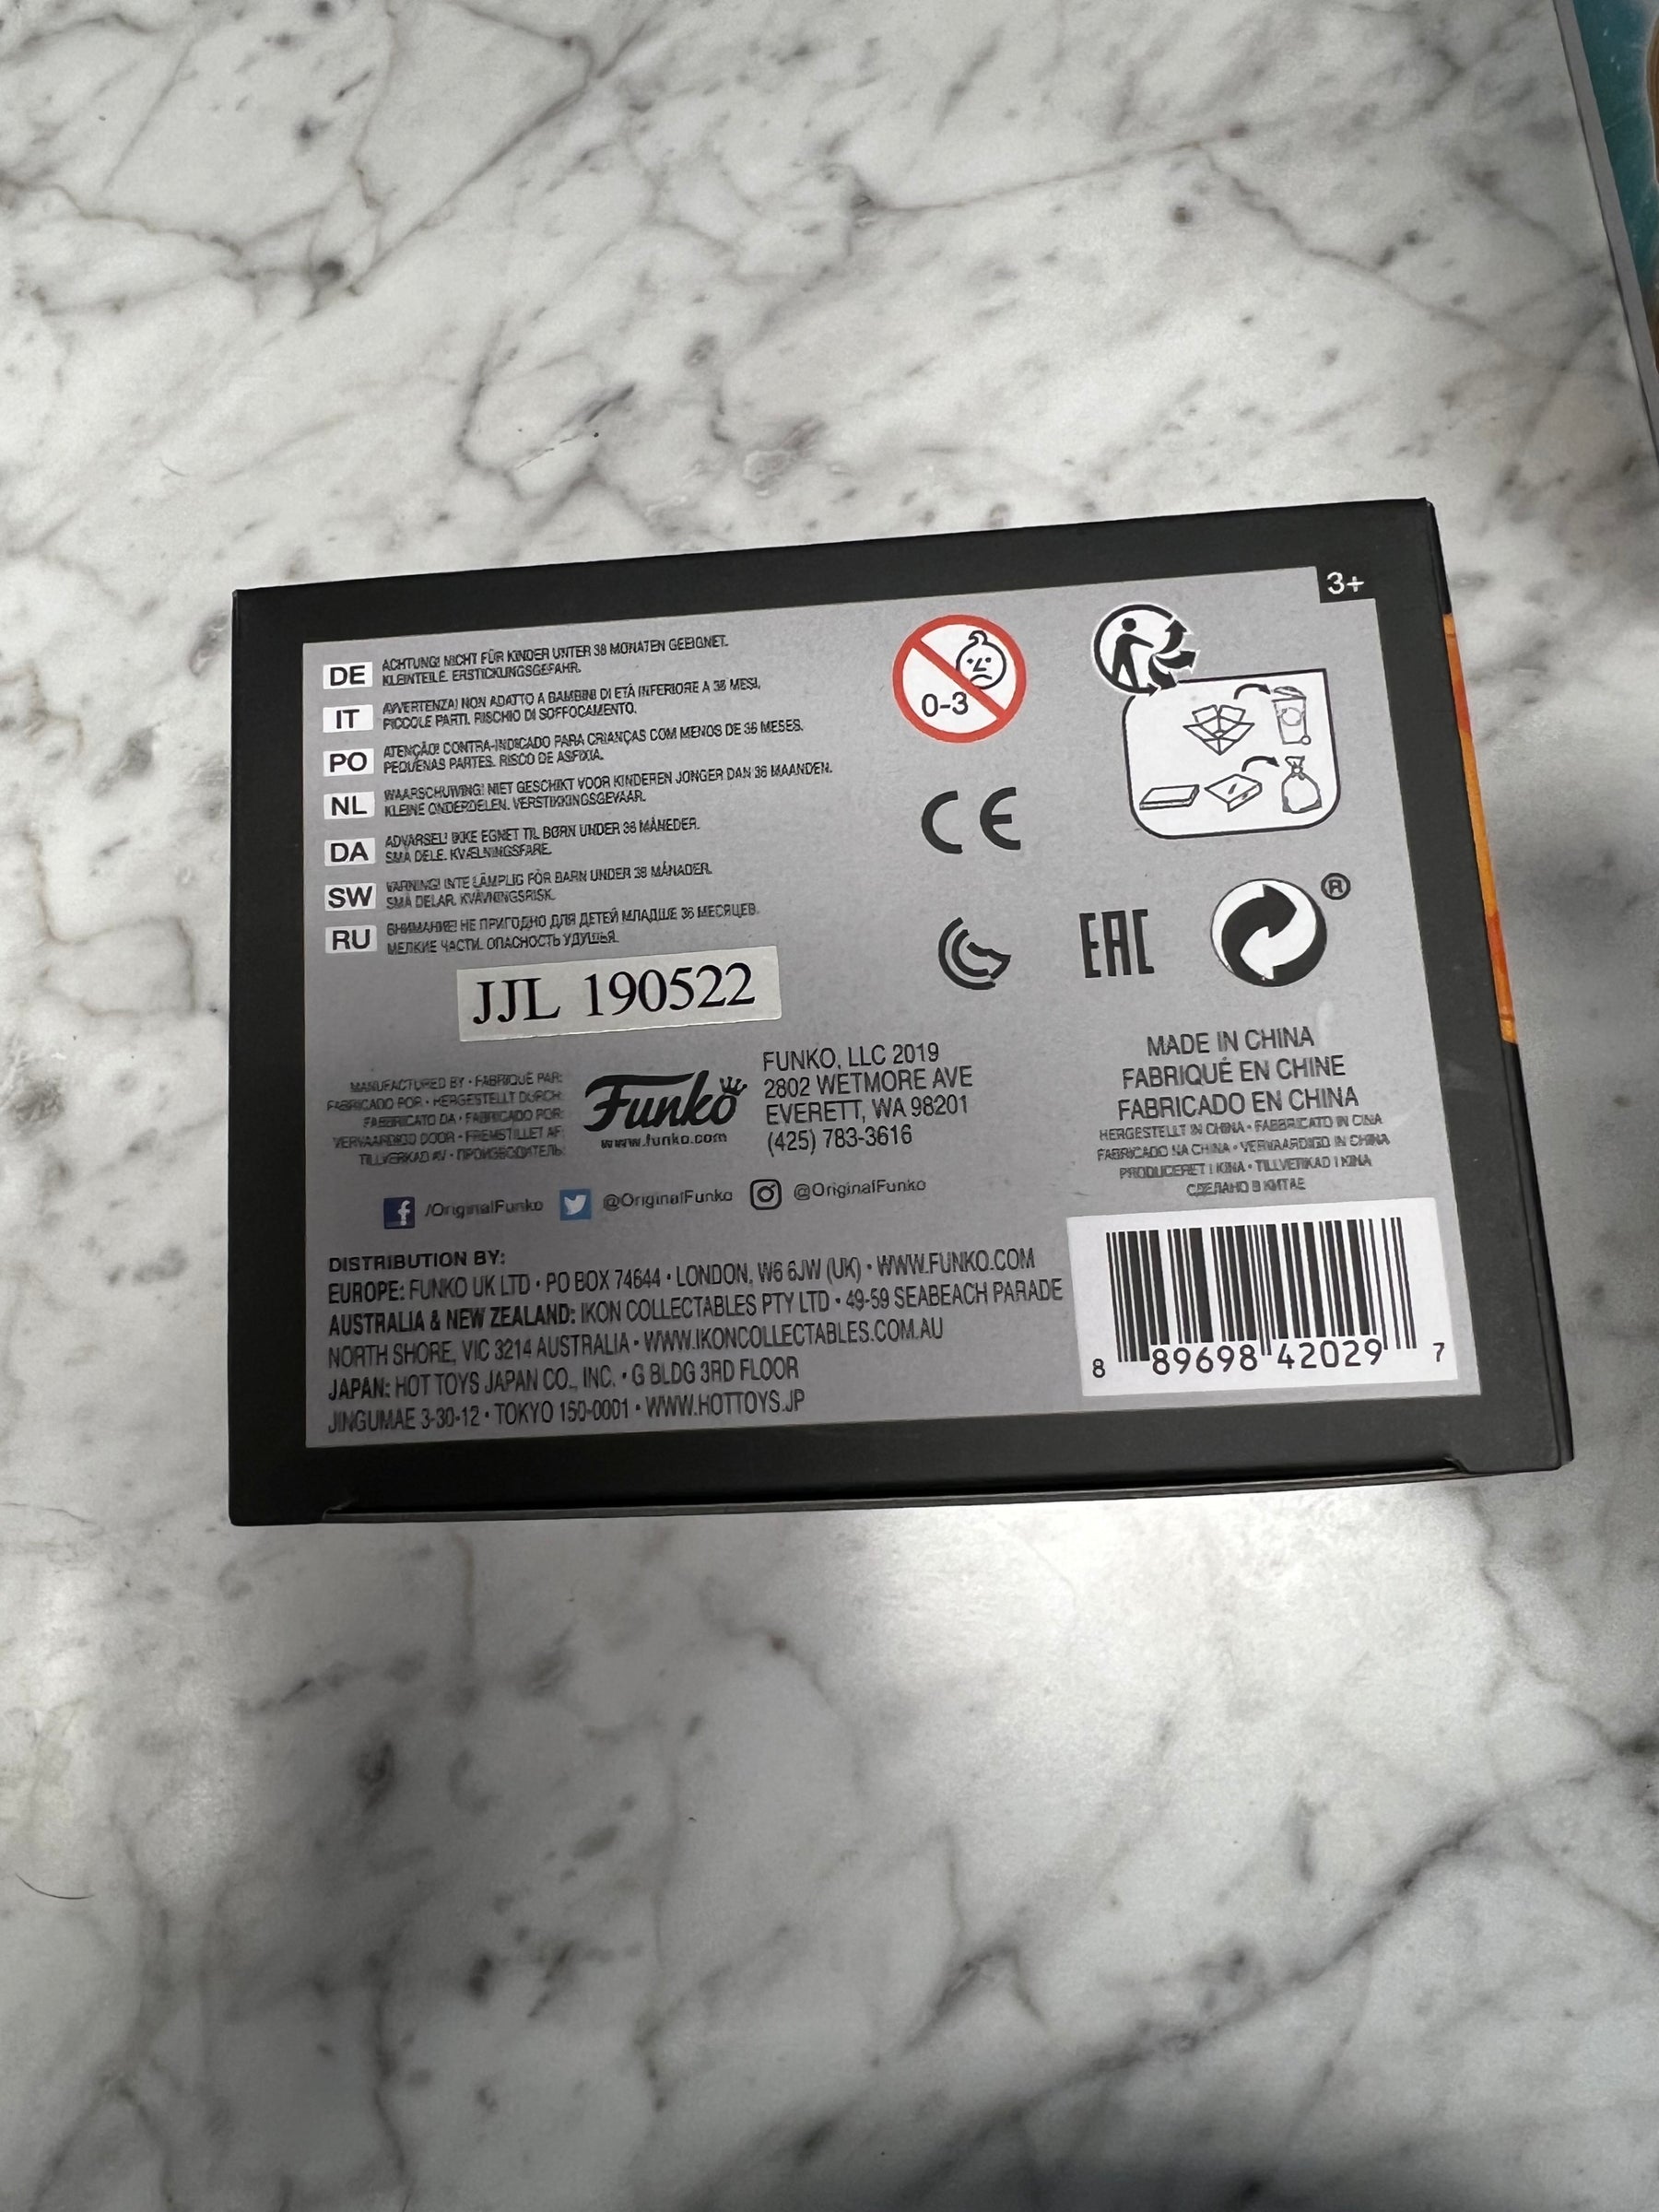 3+
DE ACHTUNG! NICHT FÜR KINDER UNTER 36 MONATEN GEEIGNET.
KLEINTEILE. ERSTICKUNGSGEFAHR.
IT AVVERTENZA! NON ADATTO A BAMBINI DI ETÀ INFERIORE A 36 MESI.
PICCOLE PARTI. RISCHIO DI SOFFOCAMENTO.
PO ATENÇÃO! CONTRA-INDICADO PARA CRIANÇAS COM MENOS DE 36 MESES.
PEQUENAS PARTES. RISCO DE ASFIXIA.
NL WAARSCHUWING! NIET GESCHIKT VOOR KINDEREN JONGER DAN 36 MAANDEN.
KLEINE ONDERDELEN. VERSTIKKINGSGEVAAR.
DA ADVARSEL! IKKE EGNET TIL BØRN UNDER 36 MÅNEDER.
SMÅ DELE. KVÆLNINGSFARE.
SW VARNING! INTE LÄMPLIG FÖR BARN UNDER 36 MÅNADER.
SMÅ DELAR. KVÄVNINGSRISK.
RU ВНИМАНИЕ! НЕ ПРИГОДНО ДЛЯ ДЕТЕЙ МЛАДШЕ 36 МЕСЯЦЕВ.
МЕЛКИЕ ЧАСТИ. ОПАСНОСТЬ УДУШЬЯ.
0-3
CE
EAC
®
JJL 190522
MANUFACTURED BY • FABRIQUÉ PAR:
FABRICADO POR • HERGESTELLT DURCH:
FABBRICATO DA • FABRICADO POR:
VERVAARDIGD DOOR • FREMSTILLET AF:
TILLVERKAD AV • ПРОИЗВОДИТЕЛЬ:
Funko
www.funko.com
FUNKO, LLC 2019
2802 WETMORE AVE
EVERETT, WA 98201
(425) 783-3616
MADE IN CHINA
FABRIQUÉ EN CHINE
FABRICADO EN CHINA
HERGESTELLT IN CHINA • FABBRICATO IN CINA
FABRICADO NA CHINA • VERVAARDIGD IN CHINA
PRODUCERET I KINA • TILLVERKAD I KINA
СДЕЛАНО В КИТАЕ
/OriginalFunko @OriginalFunko @OriginalFunko
DISTRIBUTION BY:
EUROPE: FUNKO UK LTD • PO BOX 74644 • LONDON, W6 6JW (UK) • WWW.FUNKO.COM
AUSTRALIA & NEW ZEALAND: IKON COLLECTABLES PTY LTD • 49-59 SEABEACH PARADE
NORTH SHORE, VIC 3214 AUSTRALIA • WWW.IKONCOLLECTABLES.COM.AU
JAPAN: HOT TOYS JAPAN CO., INC. • G BLDG 3RD FLOOR
JINGUMAE 3-30-12 • TOKYO 150-0001 • WWW.HOTTOYS.JP
8 89698 42029 7